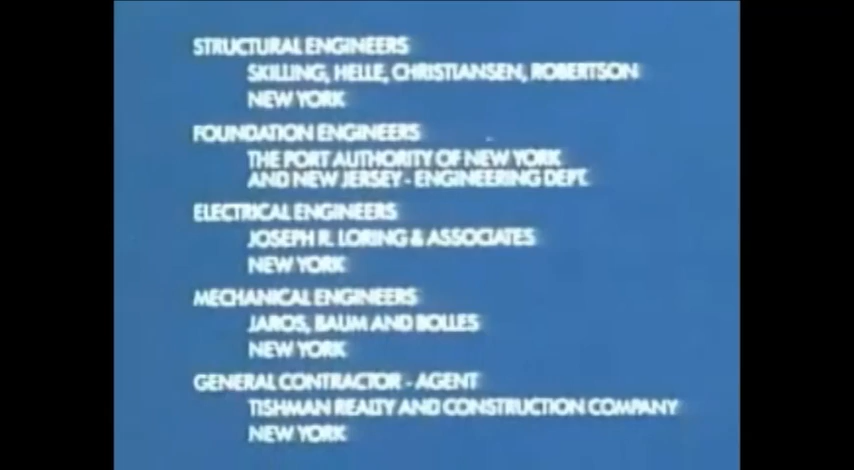 STRUCTURAL ENGINEERS
SKILLING, HELLE, CHRISTIANSEN, ROBERTSON
NEW YORK
FOUNDATION ENGINEERS
THE PORT AUTHORITY OF NEW YORK
AND NEW JERSEY - ENGINEERING DEPT.
ELECTRICAL ENGINEERS
JOSEPH R. LORING & ASSOCIATES
NEW YORK
MECHANICAL ENGINEERS
JAROS, BAUM AND BOLLES
NEW YORK
GENERAL CONTRACTOR - AGENT
TISHMAN REALTY AND CONSTRUCTION COMPANY
NEW YORK